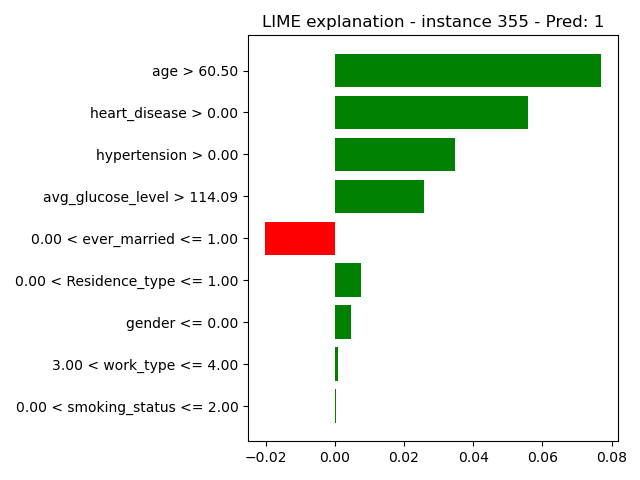 LIME explanation - instance 355 - Pred: 1
age > 60.50
heart_disease > 0.00
hypertension > 0.00
avg_glucose_level > 114.09
0.00 < ever_married <= 1.00
0.00 < Residence_type <= 1.00
gender <= 0.00
3.00 < work_type <= 4.00
0.00 < smoking_status <= 2.00
−0.02 0.00 0.02 0.04 0.06 0.08